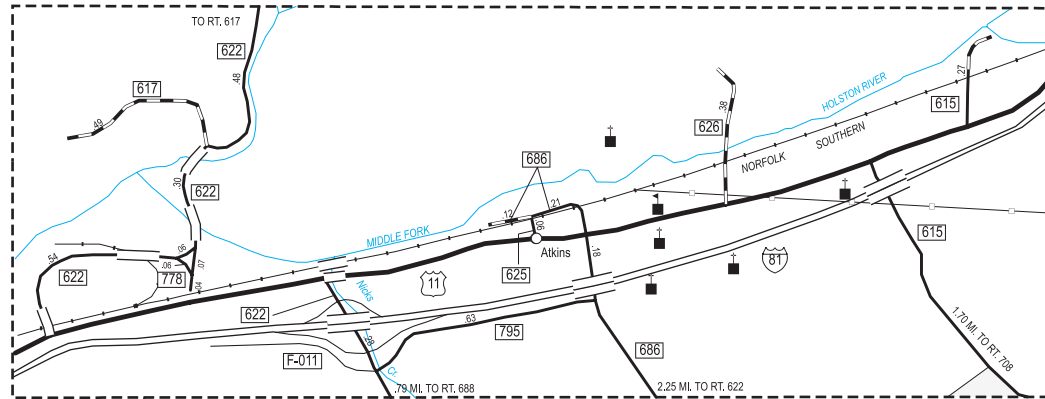 TO RT. 617
622
.48
617
.49
HOLSTON RIVER
.27
615
.38
626
NORFOLK SOUTHERN
686
.30
622
.12
.21
.06
MIDDLE FORK
Atkins
.18
625
615
81
.54
622
.06
.06
.07
778
.04
11
Nicks
622
.28
.63
795
F-011
686
1.70 MI. TO RT. 708
Cr.
.79 MI. TO RT. 688
2.25 MI. TO RT. 622